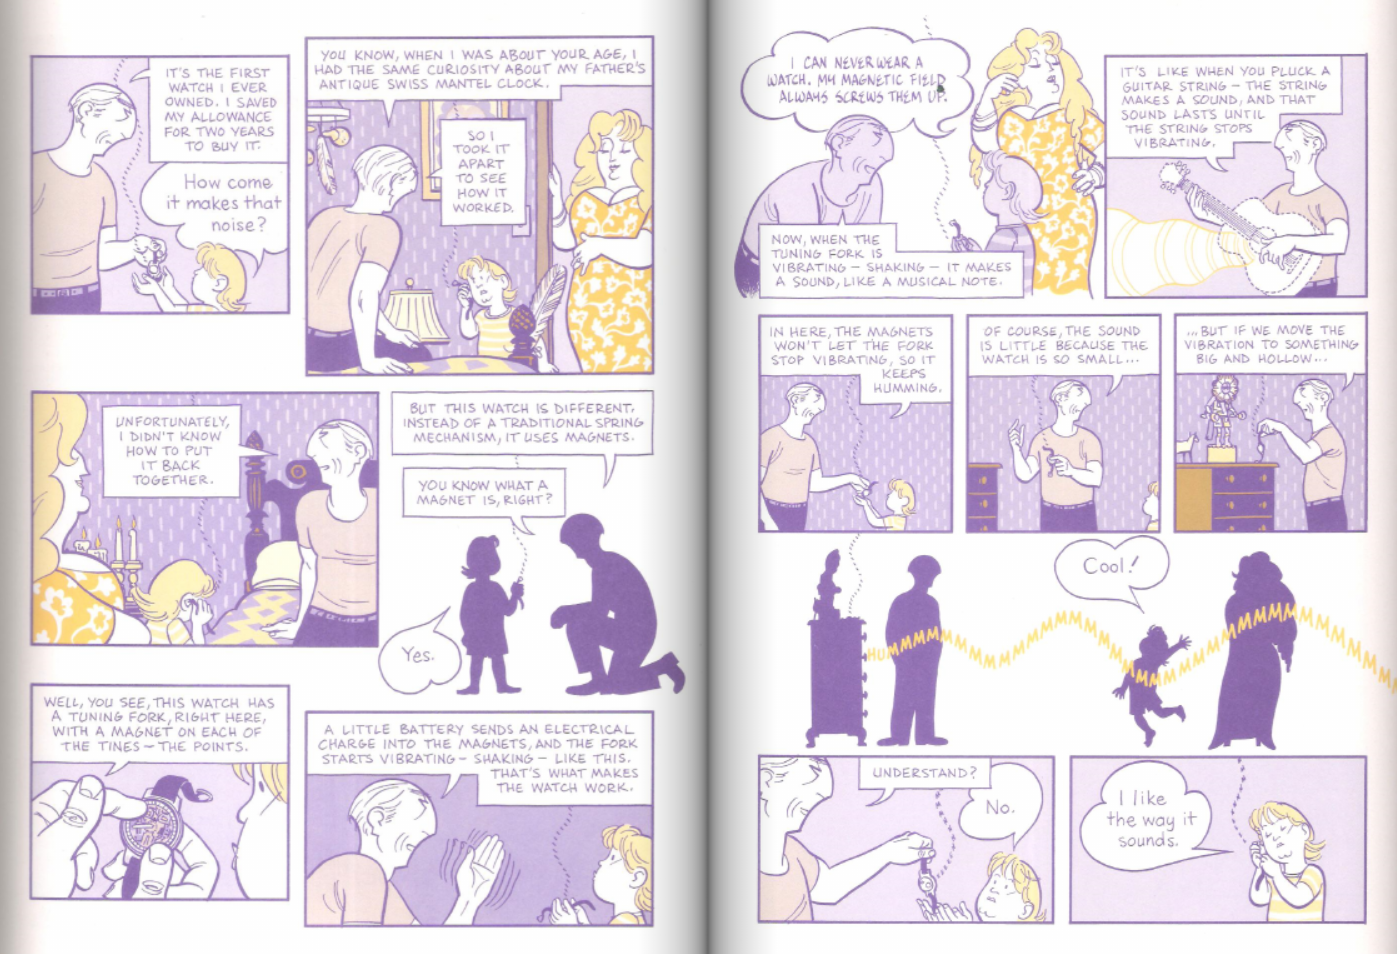 IT'S THE FIRST
WATCH I EVER
OWNED. I SAVED
MY ALLOWANCE
FOR TWO YEARS
TO BUY IT.
How come
it makes that
noise?
YOU KNOW, WHEN I WAS ABOUT YOUR AGE, I
HAD THE SAME CURIOSITY ABOUT MY FATHER'S
ANTIQUE SWISS MANTEL CLOCK.
SO I
TOOK IT
APART
TO SEE
HOW IT
WORKED.
UNFORTUNATELY,
I DIDN'T KNOW
HOW TO PUT
IT BACK
TOGETHER.
BUT THIS WATCH IS DIFFERENT,
INSTEAD OF A TRADITIONAL SPRING
MECHANISM, IT USES MAGNETS.
YOU KNOW WHAT A
MAGNET IS, RIGHT?
Yes.
WELL, YOU SEE, THIS WATCH HAS
A TUNING FORK, RIGHT HERE,
WITH A MAGNET ON EACH OF
THE TINES – THE POINTS.
A LITTLE BATTERY SENDS AN ELECTRICAL
CHARGE INTO THE MAGNETS, AND THE FORK
STARTS VIBRATING – SHAKING – LIKE THIS.
THAT'S WHAT MAKES
THE WATCH WORK.
I CAN NEVER WEAR A
WATCH. MY MAGNETIC FIELD
ALWAYS SCREWS THEM UP.
NOW, WHEN THE
TUNING FORK IS
VIBRATING – SHAKING – IT MAKES
A SOUND, LIKE A MUSICAL NOTE.
IT'S LIKE WHEN YOU PLUCK A
GUITAR STRING – THE STRING
MAKES A SOUND, AND THAT
SOUND LASTS UNTIL
THE STRING STOPS
VIBRATING.
IN HERE, THE MAGNETS
WON'T LET THE FORK
STOP VIBRATING, SO IT
KEEPS
HUMMING.
OF COURSE, THE SOUND
IS LITTLE BECAUSE THE
WATCH IS SO SMALL...
...BUT IF WE MOVE THE
VIBRATION TO SOMETHING
BIG AND HOLLOW...
HUMMMMMMMMMMMMMMMMMMMMMMMMMMMMMMMMMMMMMM
Cool!
UNDERSTAND?
No.
I like
the way it
sounds.